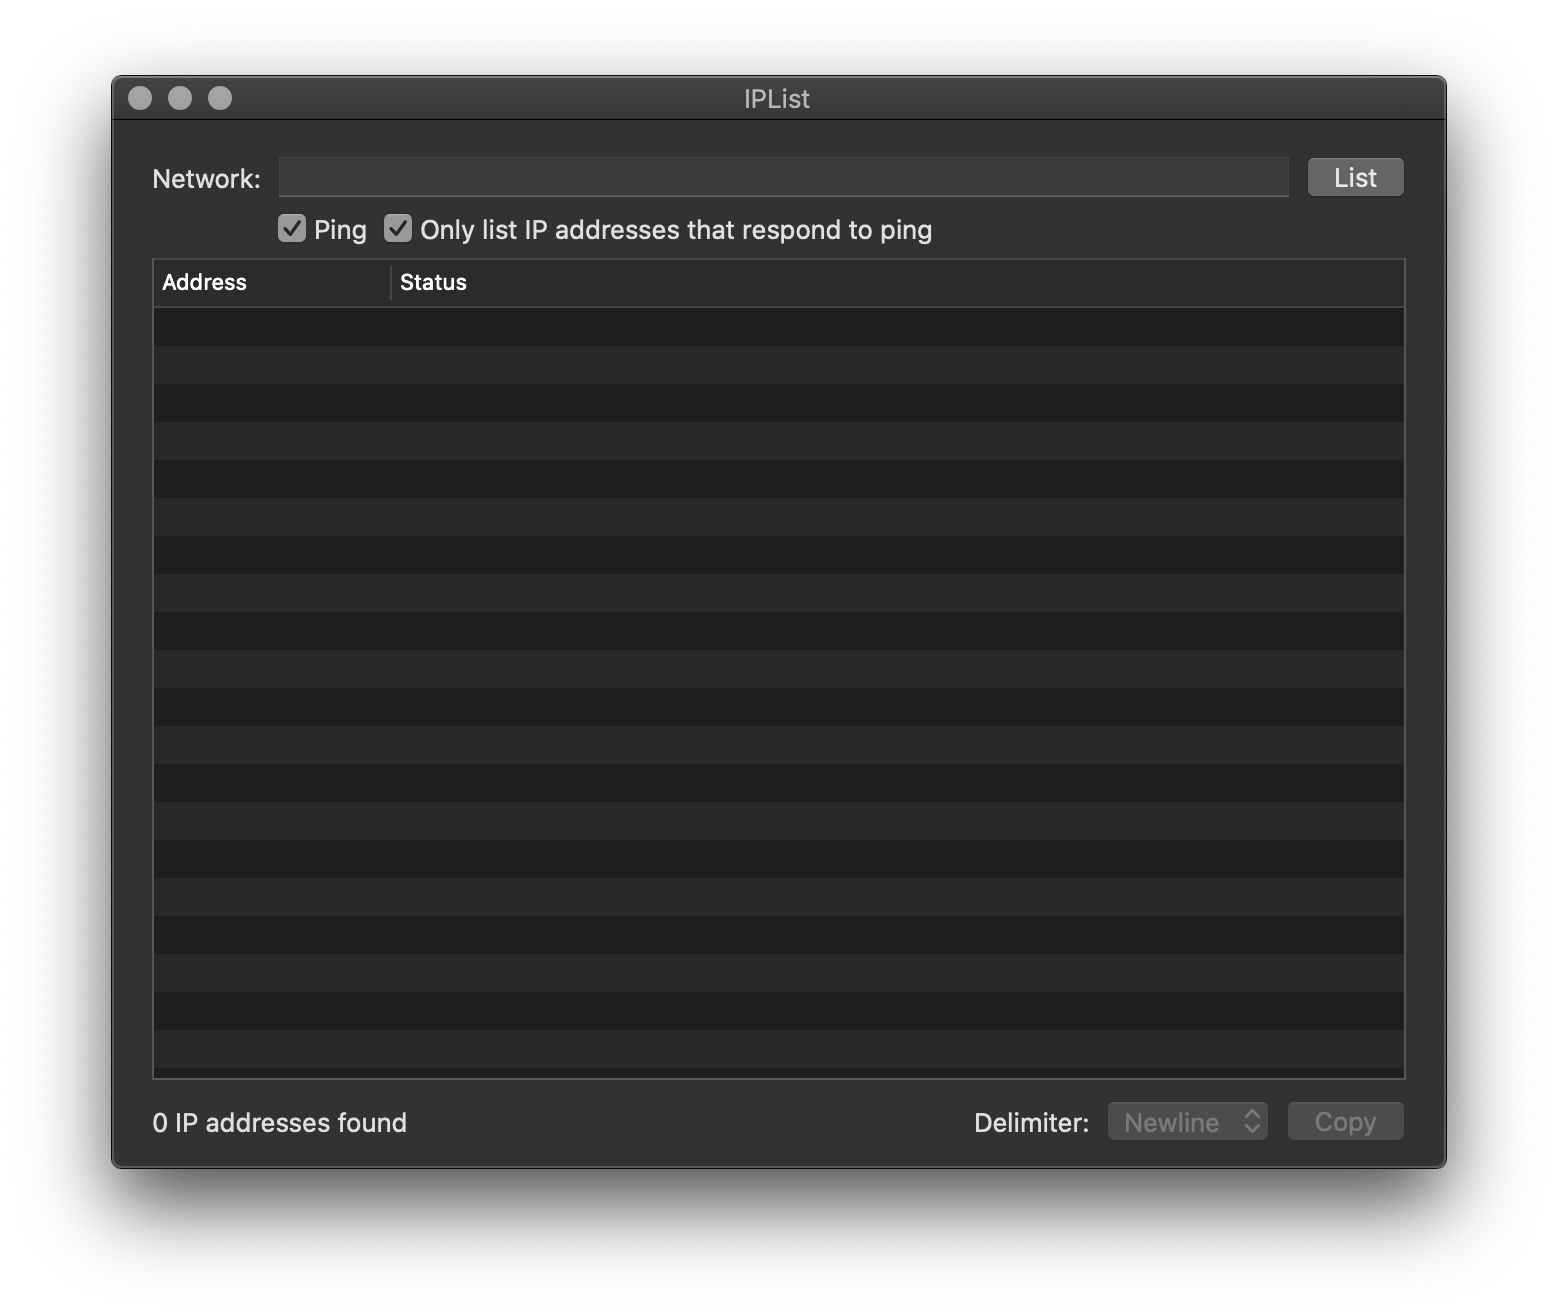 IPList
Network: List
Ping Only list IP addresses that respond to ping
Address Status
0 IP addresses found Delimiter: Newline Copy